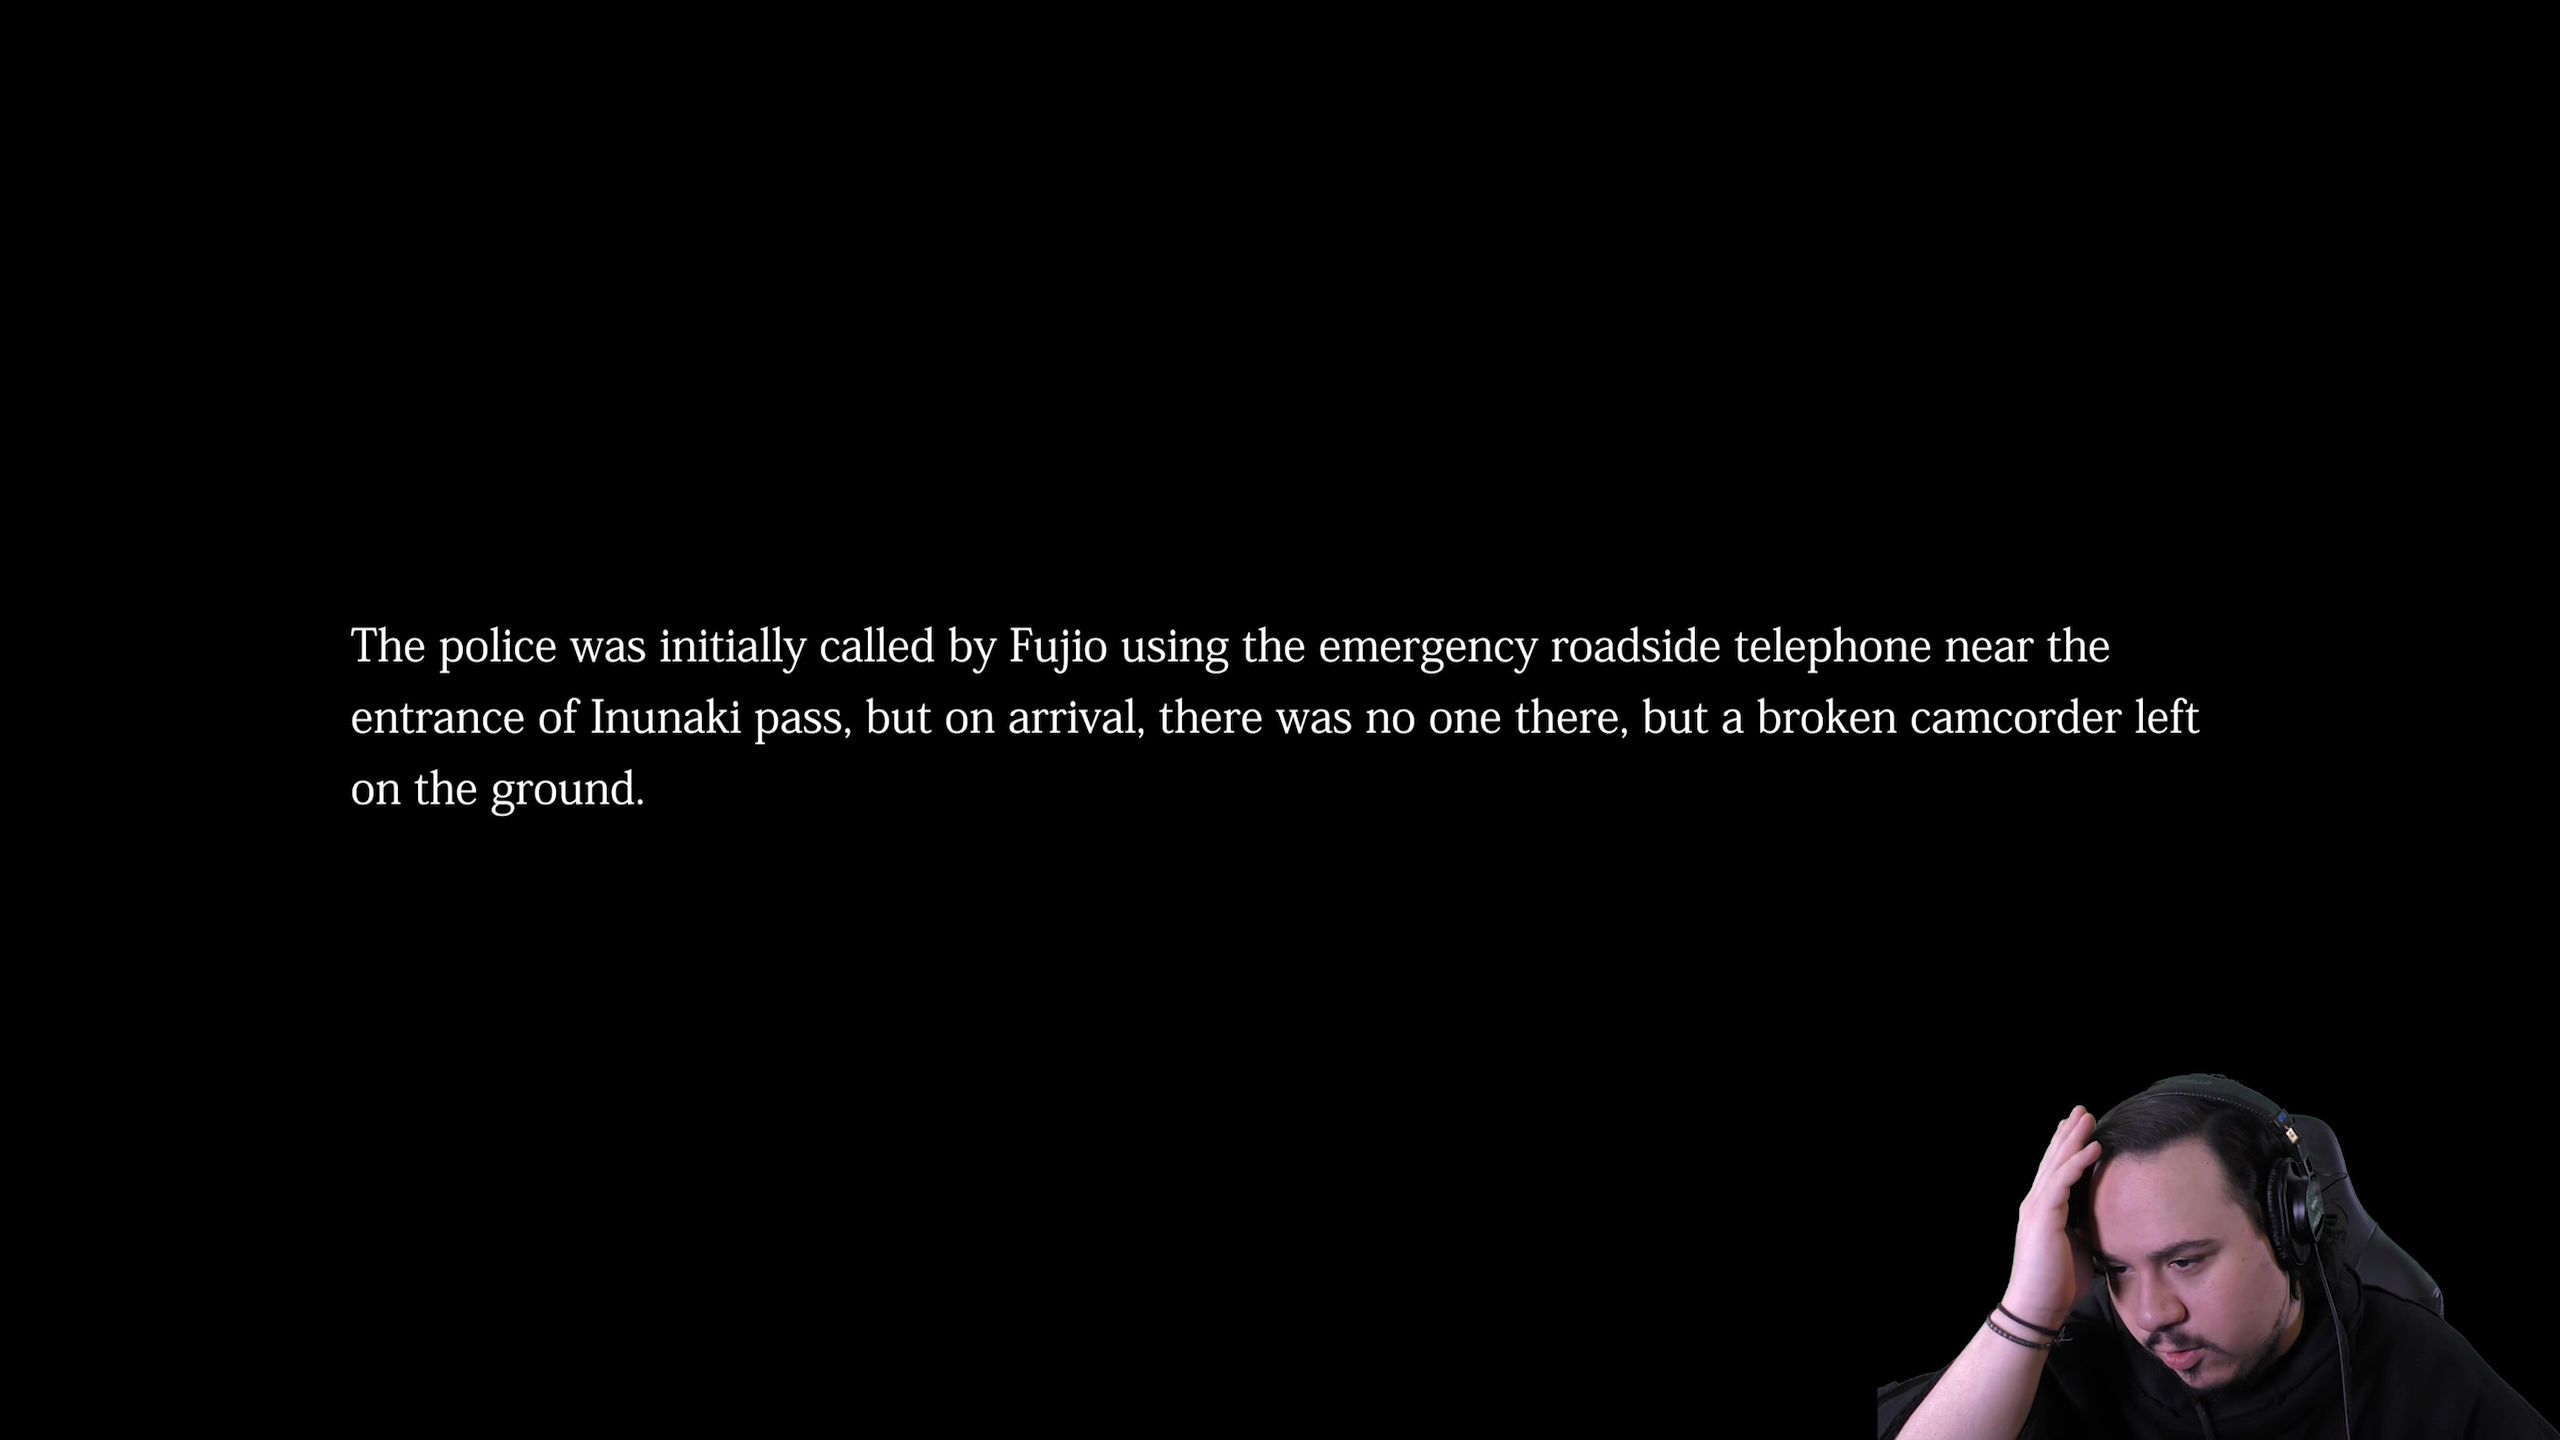 The police was initially called by Fujio using the emergency roadside telephone near the
entrance of Inunaki pass, but on arrival, there was no one there, but a broken camcorder left
on the ground.